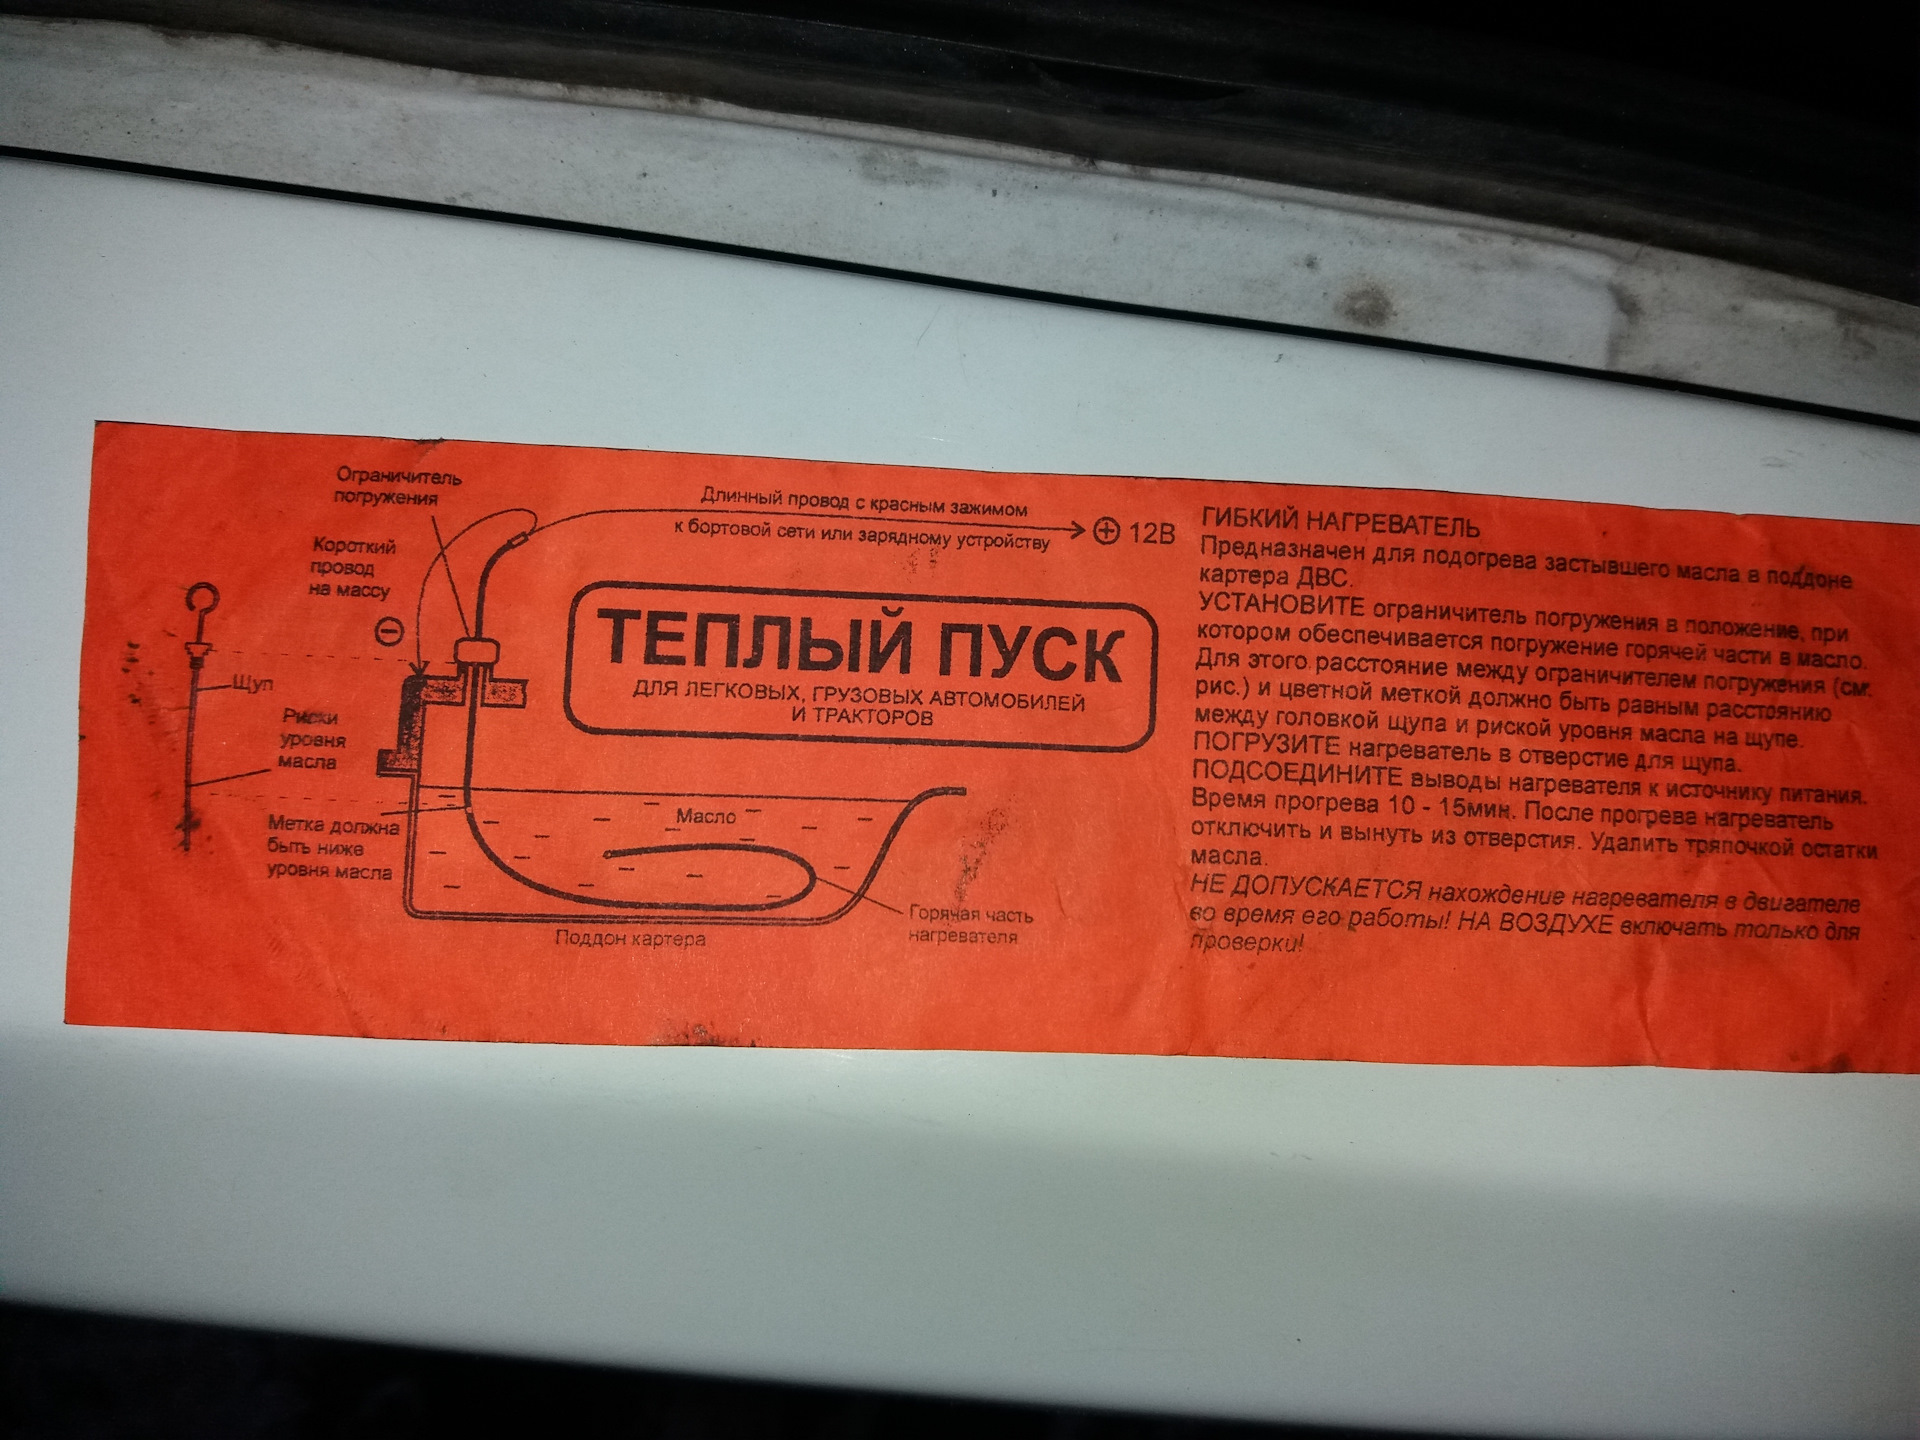 Ограничитель
погружения
Короткий
провод
на массу
Щуп
Риски
уровня
масла
Метка должна
быть ниже
уровня масла
Длинный провод с красным зажимом
к бортовой сети или зарядному устройству
12В
ТЕПЛЫЙ ПУСК
ДЛЯ ЛЕГКОВЫХ, ГРУЗОВЫХ АВТОМОБИЛЕЙ
И ТРАКТОРОВ
Масло
Горячая часть
нагревателя
Поддон картера
ГИБКИЙ НАГРЕВАТЕЛЬ
Предназначен для подогрева застывшего масла в поддоне
картера ДВС.
УСТАНОВИТЕ ограничитель погружения в положение, при
котором обеспечивается погружение горячей части в масло.
Для этого расстояние между ограничителем погружения (см.
рис.) и цветной меткой должно быть равным расстоянию
между головкой щупа и риской уровня масла на щупе.
ПОГРУЗИТЕ нагреватель в отверстие для щупа.
ПОДСОЕДИНИТЕ выводы нагревателя к источнику питания.
Время прогрева 10 - 15мин. После прогрева нагреватель
отключить и вынуть из отверстия. Удалить тряпочкой остатки
масла.
НЕ ДОПУСКАЕТСЯ нахождение нагревателя в двигателе
во время его работы! НА ВОЗДУХЕ включать только для
проверки!